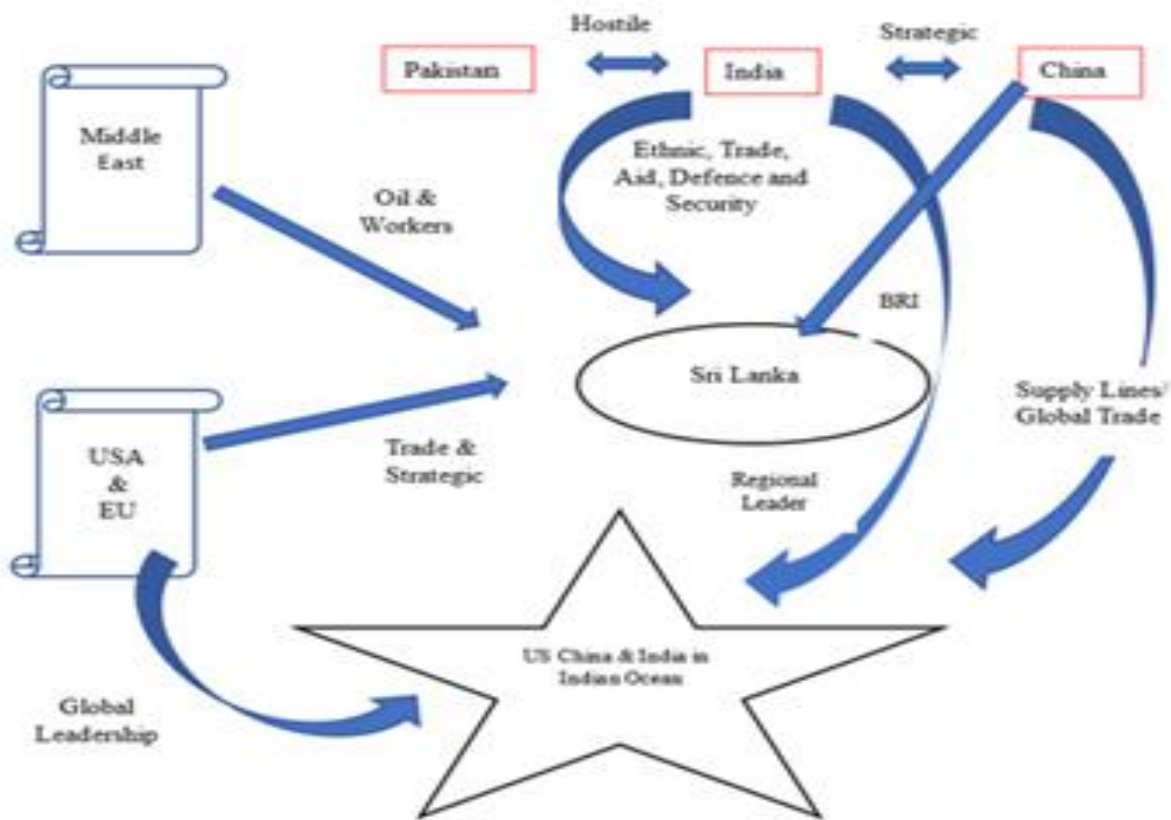 Hostile
Strategic
Pakistan
India
China
Middle
East
Ethnic, Trade,
Aid, Defence and
Security
Oil &
Workers
BRI
Sri Lanka
Supply Lines/
Global Trade
USA
&
EU
Trade &
Strategic
Regional
Leader
US China & India in
Indian Ocean
Global
Leadership